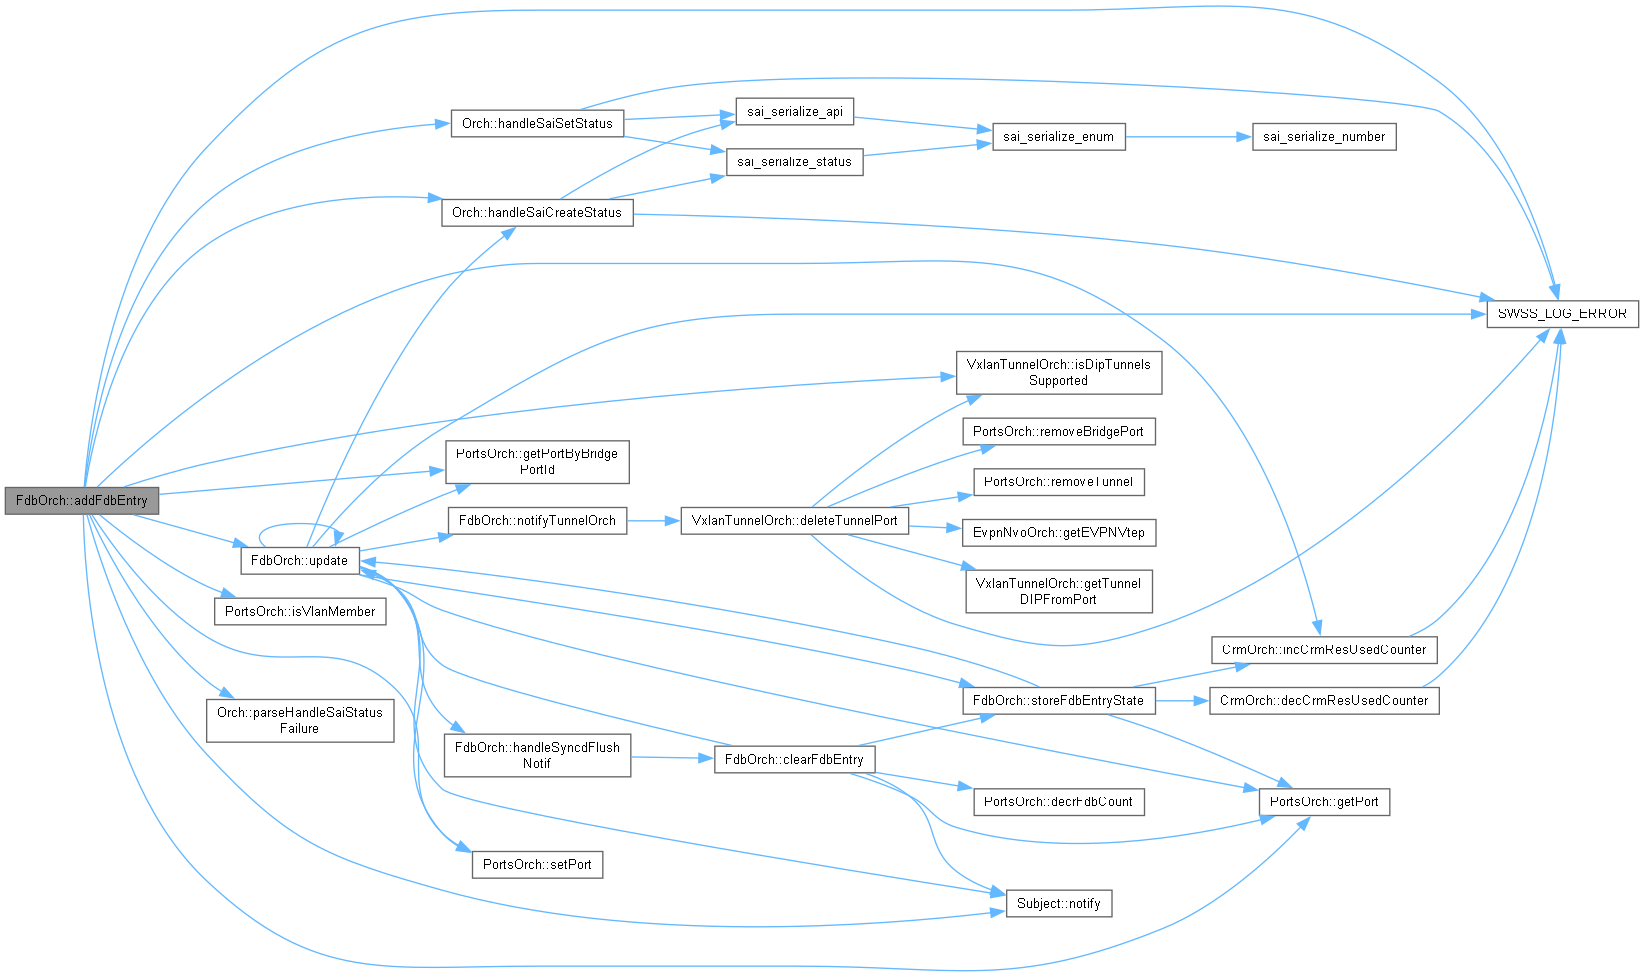 FdbOrch::addFdbEntry
Orch::handleSaiSetStatus
Orch::handleSaiCreateStatus
PortsOrch::getPortByBridge
PortId
FdbOrch::notifyTunnelOrch
FdbOrch::update
PortsOrch::isVlanMember
Orch::parseHandleSaiStatus
Failure
FdbOrch::handleSyncdFlush
Notif
PortsOrch::setPort
sai_serialize_api
sai_serialize_status
sai_serialize_enum
sai_serialize_number
SWSS_LOG_ERROR
VxlanTunnelOrch::isDipTunnels
Supported
PortsOrch::removeBridgePort
PortsOrch::removeTunnel
VxlanTunnelOrch::deleteTunnelPort
EvpnNvoOrch::getEVPNVtep
VxlanTunnelOrch::getTunnel
DIPFromPort
CrmOrch::incCrmResUsedCounter
FdbOrch::storeFdbEntryState
CrmOrch::decCrmResUsedCounter
FdbOrch::clearFdbEntry
PortsOrch::decrFdbCount
PortsOrch::getPort
Subject::notify